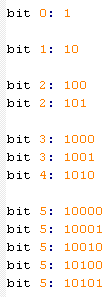 bit 0: 1
bit 1: 10
bit 2: 100
bit 2: 101
bit 3: 1000
bit 3: 1001
bit 4: 1010
bit 5: 10000
bit 5: 10001
bit 5: 10010
bit 5: 10100
bit 5: 10101